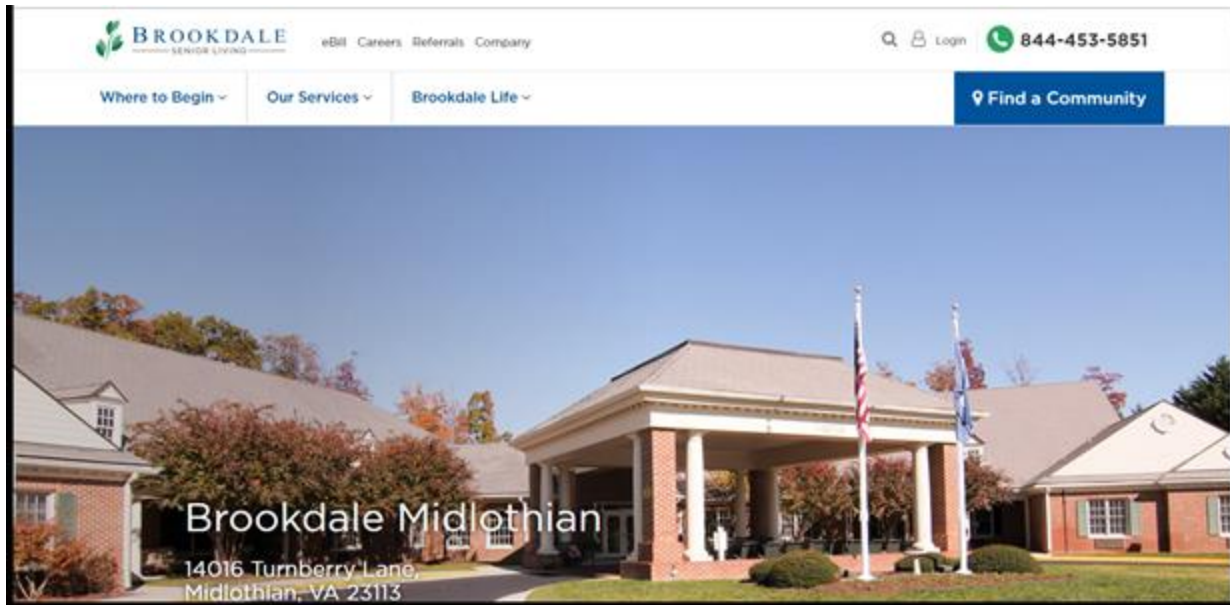 BROOKDALE
SENIOR LIVING
eBill Careers Referrals Company
Login 844-453-5851
Where to Begin Our Services Brookdale Life
Find a Community
Brookdale Midlothian
14016 Turnberry Lane,
Midlothian, VA 23113